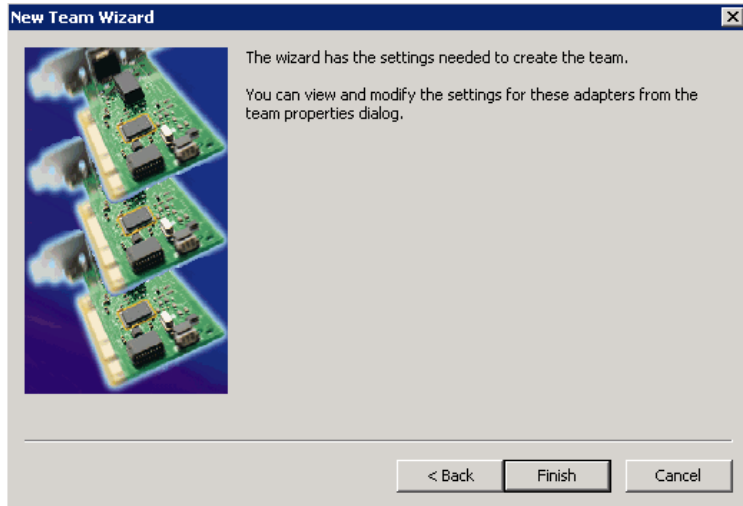 New Team Wizard
The wizard has the settings needed to create the team.
You can view and modify the settings for these adapters from the
team properties dialog.
< Back
Finish
Cancel